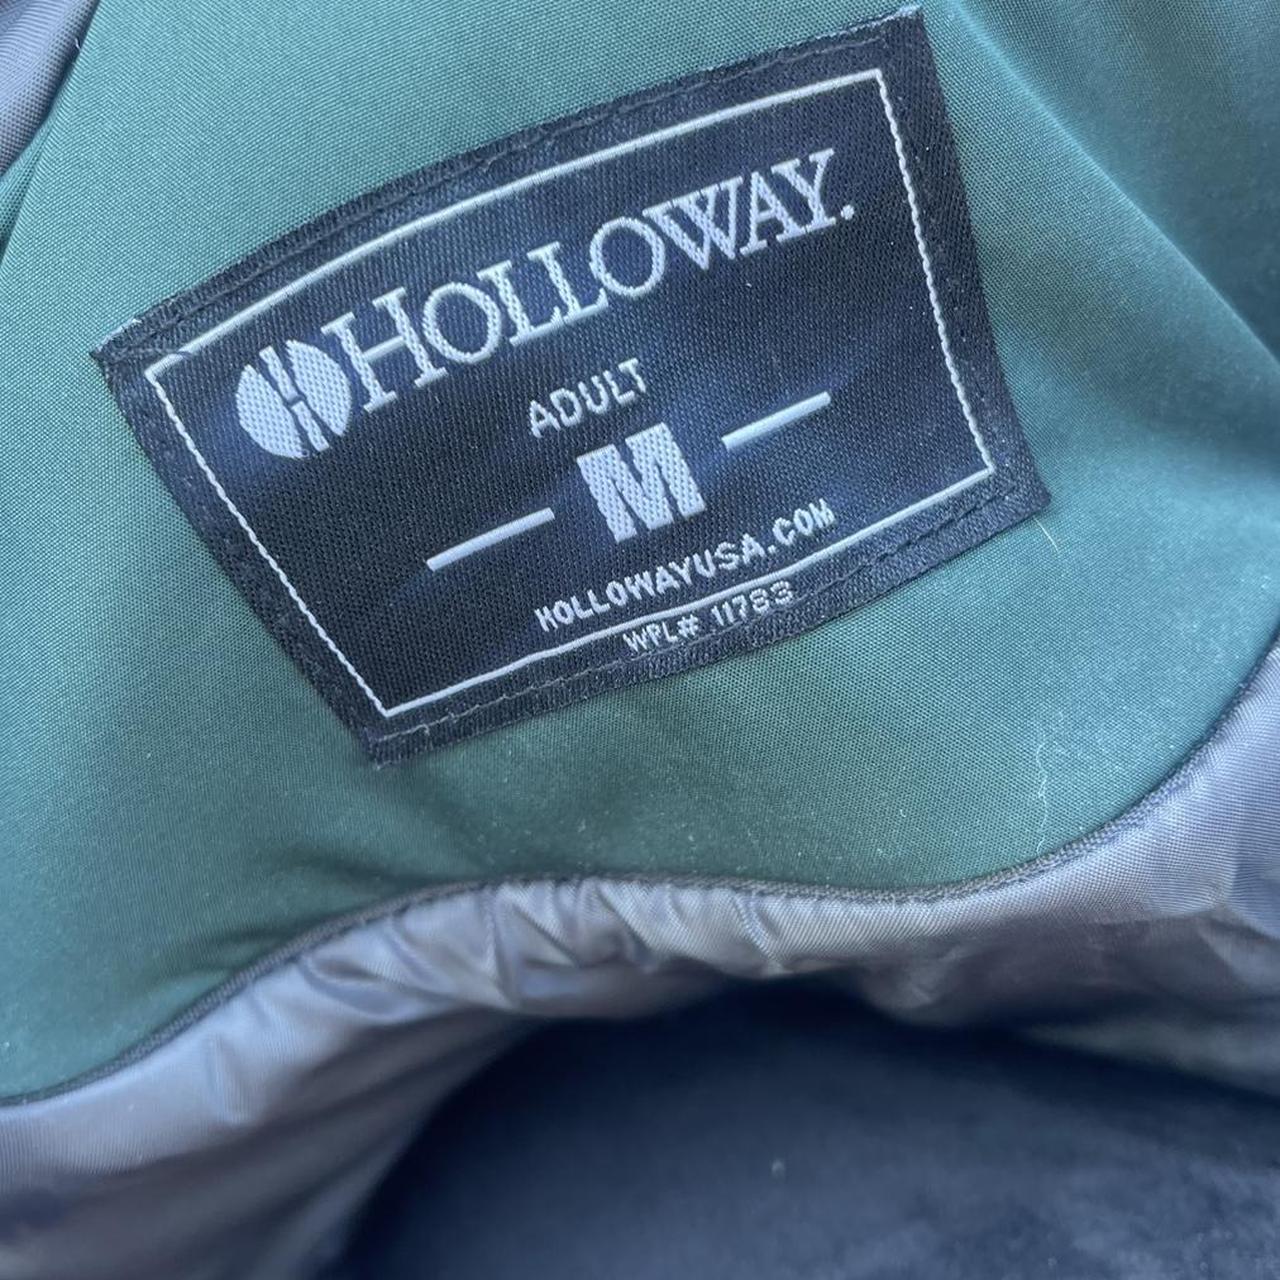 HOLLOWAY.
ADULT
— M —
HOLLOWAYUSA.COM
WPL# 11783